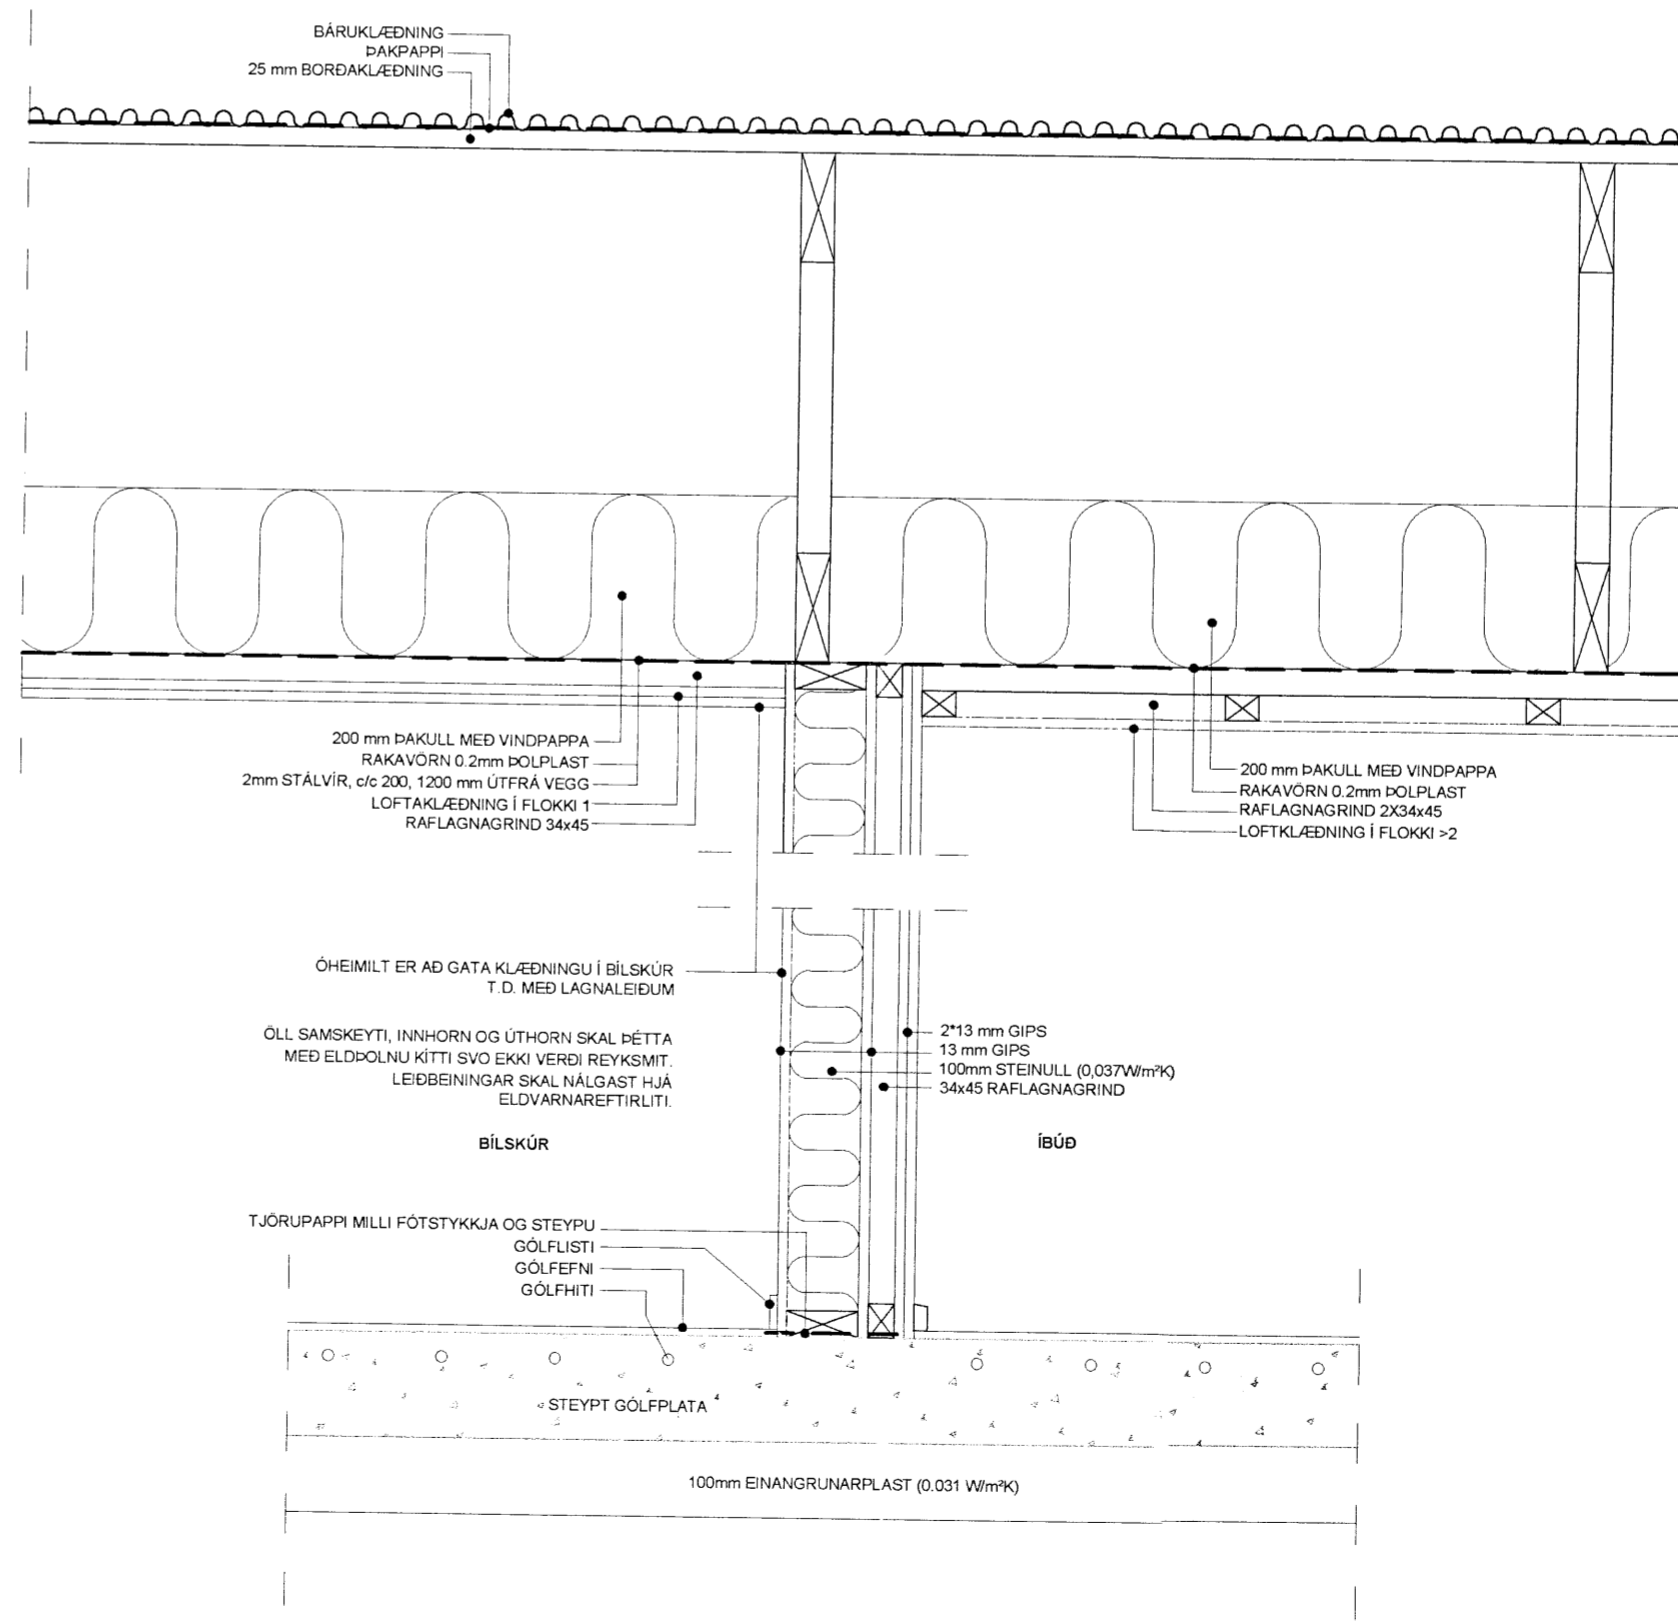 BÁRUKLÆÐNING
ÞAKPAPPI
25 mm BORÐAKLÆÐNING
200 mm ÞAKULL MEÐ VINDPAPPA
RAKAVÖRN 0.2mm ÞOLPLAST
2mm STÁLVÍR, c/c 200, 1200 mm ÚTFRÁ VEGG
LOFTAKLÆÐNING Í FLOKKI 1
RAFLAGNAGRIND 34x45
200 mm ÞAKULL MEÐ VINDPAPPA
RAKAVÖRN 0.2mm ÞOLPLAST
RAFLAGNAGRIND 2X34x45
LOFTKLÆÐNING Í FLOKKI >2
ÓHEIMILT ER AÐ GATA KLÆÐNINGU Í BÍLSKÚR
T.D. MEÐ LAGNALEIÐUM
ÖLL SAMSKEYTI, INNHORN OG ÚTHORN SKAL ÞÉTTA
MEÐ ELDÞOLNU KÍTTI SVO EKKI VERÐI REYKSMIT.
LEIÐBEININGAR SKAL NÁLGAST HJÁ
ELDVARNAREFTIRLITI.
2*13 mm GIPS
13 mm GIPS
100mm STEINULL (0,037W/m²K)
34x45 RAFLAGNAGRIND
BÍLSKÚR
ÍBÚÐ
TJÖRUPAPPI MILLI FÓTSTYKKJA OG STEYPU
GÓLFLISTI
GÓLFEFNI
GÓLFHITI
STEYPT GÓLFPLATA
100mm EINANGRUNARPLAST (0.031 W/m²K)